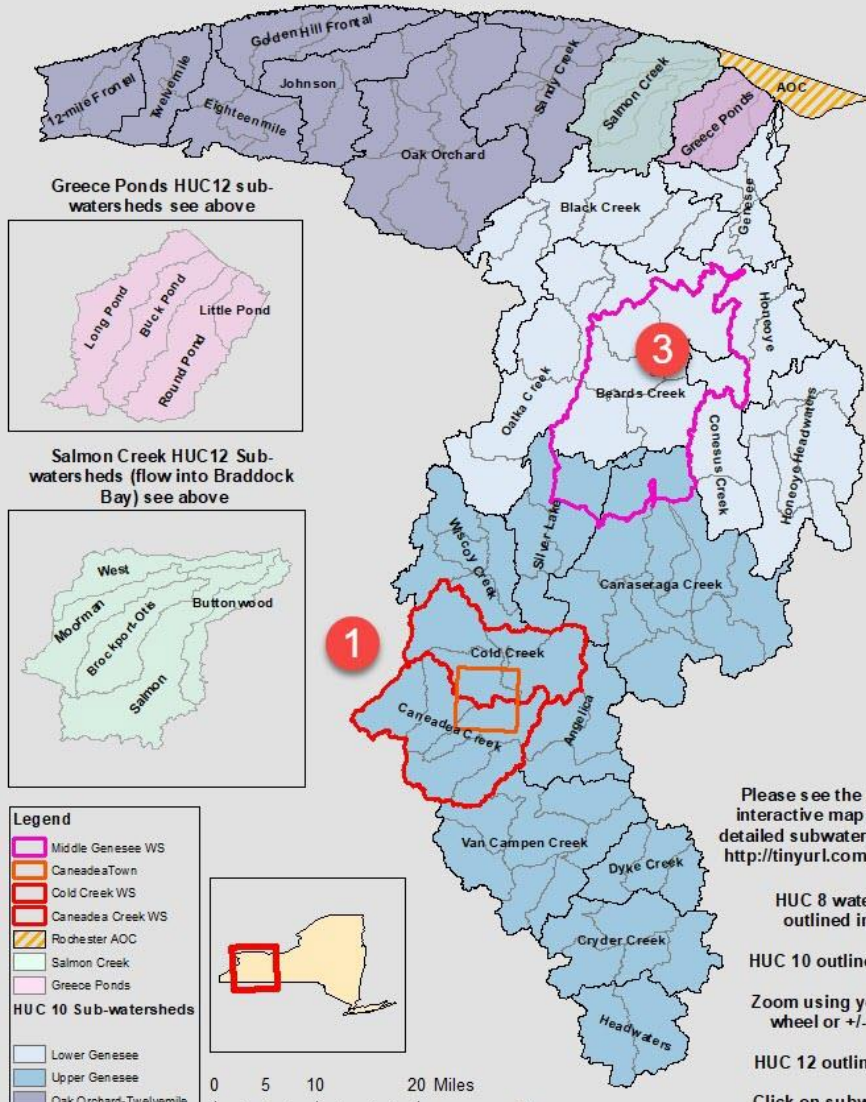 Golden Hill Frontal
12-mile Frontal
Twelvemile
Johnson
Eighteenmile
Oak Orchard
Sandy Creek
Salmon Creek
Greece Ponds
AOC
Greece Ponds HUC12 sub-
watersheds see above
Long Pond
Buck Pond
Little Pond
Round Pond
Black Creek
Genesee
Honeoye
3
Beards Creek
Oatka Creek
Conesus Creek
Honeoye Headwaters
Salmon Creek HUC12 Sub-
watersheds (flow into Braddock
Bay) see above
West
Moorman
Brockport-Otis
Buttonwood
Salmon
Wiscoy Creek
Silver Lake
Canaseraga Creek
1
Cold Creek
Caneadea Creek
Angelica
Van Campen Creek
Dyke Creek
Cryder Creek
Headwaters
Please see the
interactive map
detailed subwater
http://tinyurl.com
HUC 8 wate
outlined in
HUC 10 outline
Zoom using yo
wheel or +/-
HUC 12 outlin
Click on subw
Legend
Middle Genesee WS
CaneadeaTown
Cold Creek WS
Caneadea Creek WS
Rochester AOC
Salmon Creek
Greece Ponds
HUC 10 Sub-watersheds
Lower Genesee
Upper Genesee
Oak Orchard-Twelvemile
0 5 10 20 Miles